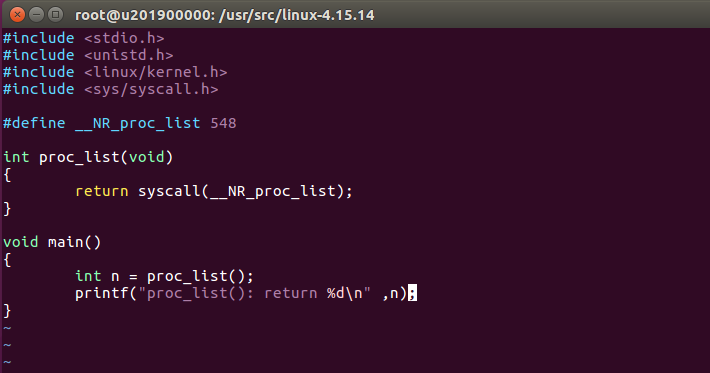 root@u201900000: /usr/src/linux-4.15.14
#include <stdio.h>
#include <unistd.h>
#include <linux/kernel.h>
#include <sys/syscall.h>
#define __NR_proc_list 548
int proc_list(void)
{
        return syscall(__NR_proc_list);
}
void main()
{
        int n = proc_list();
        printf("proc_list(): return %d\n" ,n);
}
~
~
~